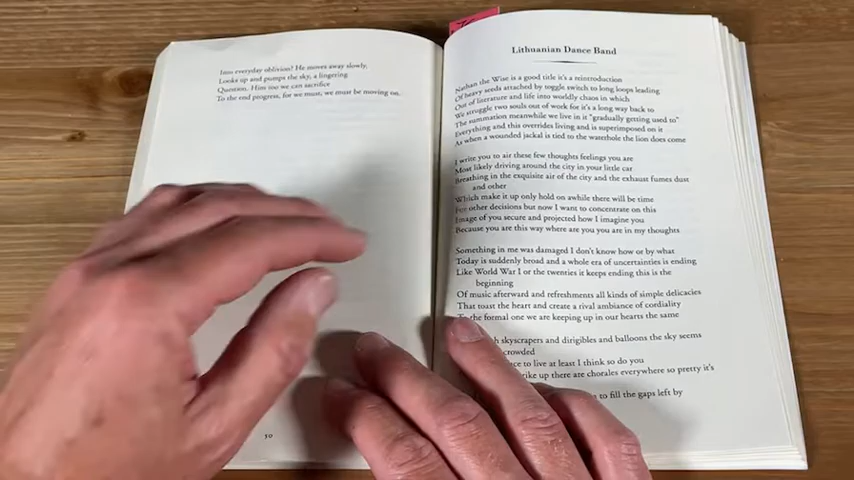 Into everyday oblivion? He moves away slowly,
Looks up and pumps the sky, a lingering
Question. Him too we can sacrifice
To the end progress, for we must, we must be moving on.
50
Lithuanian Dance Band
Nathan the Wise is a good title it's a reintroduction
Of heavy seeds attached by toggle switch to long loops leading
Out of literature and life into worldly chaos in which
We struggle two souls out of work for it's a long way back to
The summation meanwhile we live in it "gradually getting used to"
Everything and this overrides living and is superimposed on it
As when a wounded jackal is tied to the waterhole the lion does come
I write you to air these few thoughts feelings you are
Most likely driving around the city in your little car
Breathing in the exquisite air of the city and the exhaust fumes dust
and other
Which make it up only hold on awhile there will be time
For other decisions but now I want to concentrate on this
Image of you secure and projected how I imagine you
Because you are this way where are you you are in my thoughts
Something in me was damaged I don't know how or by what
Today is suddenly broad and a whole era of uncertainties is ending
Like World War I or the twenties it keeps ending this is the
beginning
Of music afterward and refreshments all kinds of simple delicacies
That toast the heart and create a rival ambiance of cordiality
To the formal one we are keeping up in our hearts the same
skyscrapers and dirigibles and balloons the sky seems
crowded
ce to live at least I think so do you
rike up there are chorales everywhere so pretty it's
to fill the gaps left by